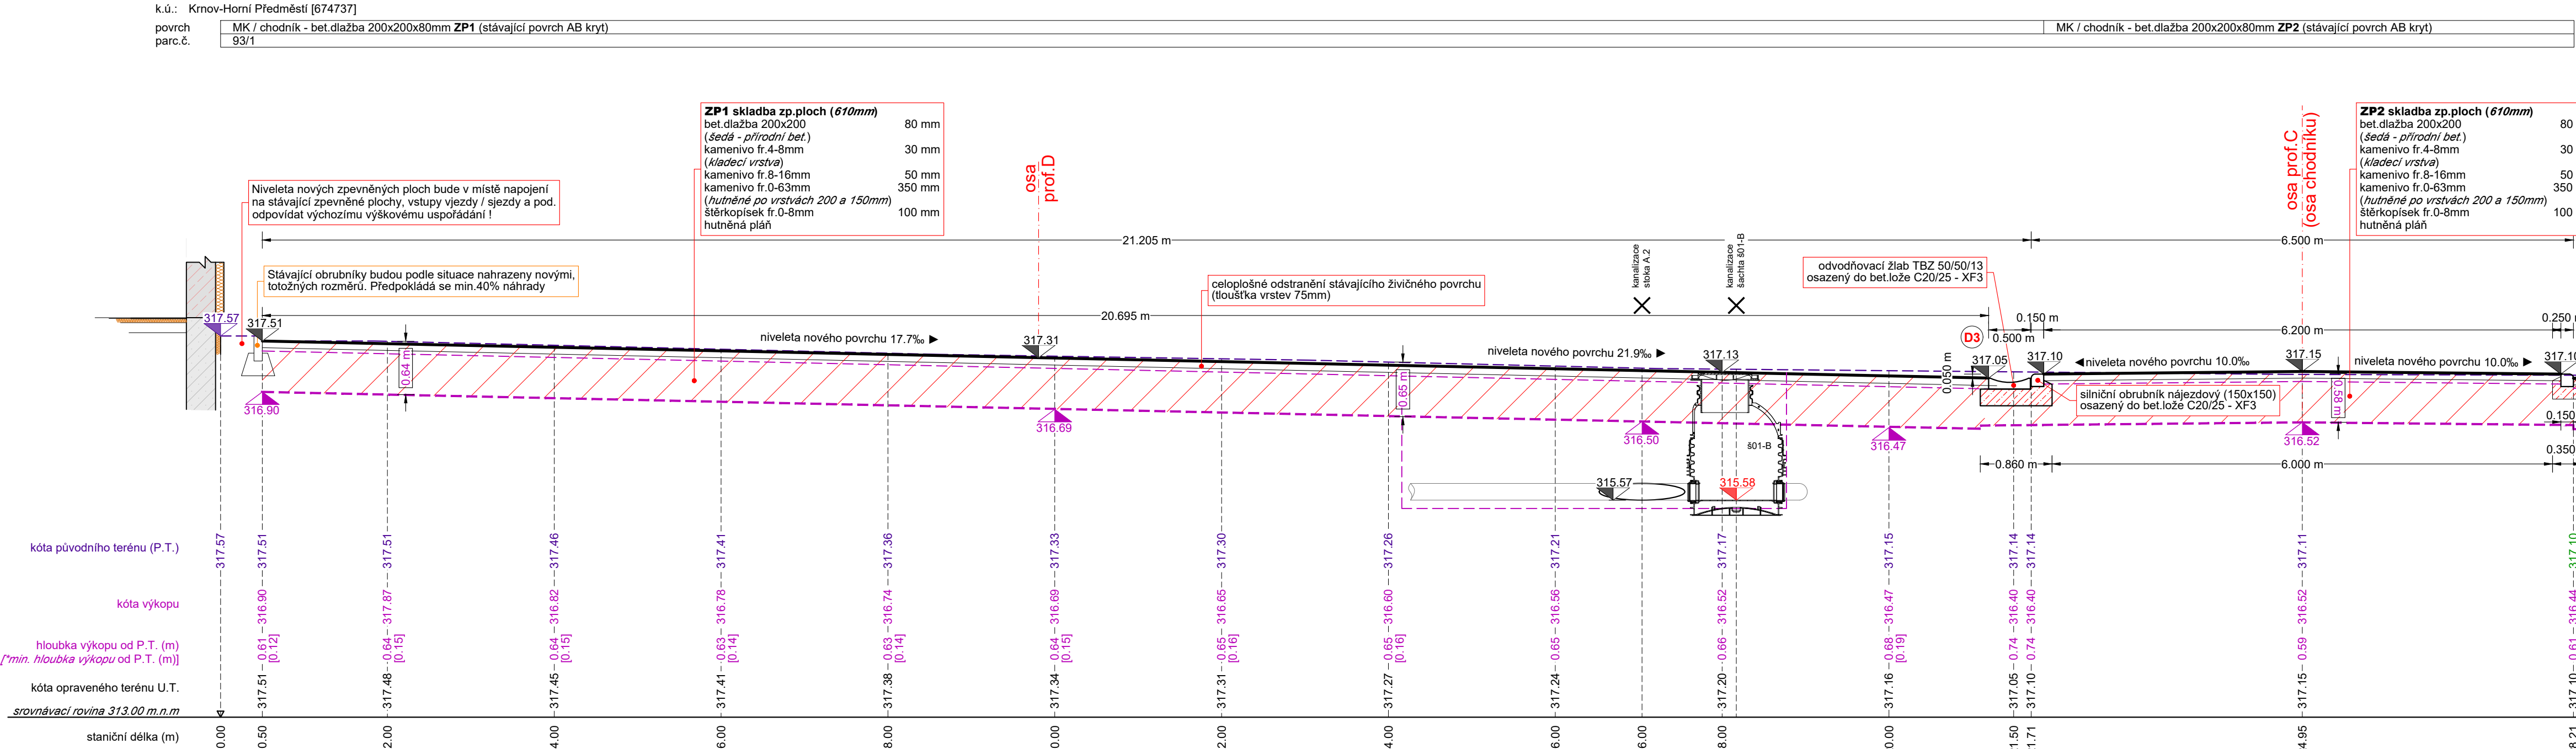 k.ú.: Krnov-Horní Předměstí [674737]
povrch MK / chodník - bet.dlažba 200x200x80mm ZP1 (stávající povrch AB kryt) MK / chodník - bet.dlažba 200x200x80mm ZP2 (stávající povrch AB kryt)
parc.č. 93/1
ZP1 skladba zp.ploch (610mm)
bet.dlažba 200x200 80 mm
(šedá - přírodní bet.)
kamenivo fr.4-8mm 30 mm
(kladecí vrstva)
kamenivo fr.8-16mm 50 mm
kamenivo fr.0-63mm 350 mm
(hutněné po vrstvách 200 a 150mm)
štěrkopísek fr.0-8mm 100 mm
hutněná pláň
ZP2 skladba zp.ploch (610mm)
bet.dlažba 200x200 80
(šedá - přírodní bet.)
kamenivo fr.4-8mm 30
(kladecí vrstva)
kamenivo fr.8-16mm 50
kamenivo fr.0-63mm 350
(hutněné po vrstvách 200 a 150mm)
štěrkopísek fr.0-8mm 100
hutněná pláň
osa
prof.D
osa prof.C
(osa chodníku)
Niveleta nových zpevněných ploch bude v místě napojení
na stávající zpevněné plochy, vstupy vjezdy / sjezdy a pod.
odpovídat výchozímu výškovému uspořádání !
21.205 m
6.500 m
kanalizace
stoka A.2
kanalizace
šachta š01-B
Stávající obrubníky budou podle situace nahrazeny novými,
totožných rozměrů. Předpokládá se min.40% náhrady
celoplošné odstranění stávajícího živičného povrchu
(tloušťka vrstev 75mm)
odvodňovací žlab TBZ 50/50/13
osazený do bet.lože C20/25 - XF3
317.57
317.51
20.695 m
0.150 m
0.250
6.200 m
D3
0.500 m
niveleta nového povrchu 17.7‰ ►
317.31
niveleta nového povrchu 21.9‰ ►
317.13
317.05
317.10
◄niveleta nového povrchu 10.0‰
317.15
niveleta nového povrchu 10.0‰ ►
317.10
0.64 m
0.65 m
0.050 m
0.58 m
silniční obrubník nájezdový (150x150)
osazený do bet.lože C20/25 - XF3
316.90
316.69
316.50
316.47
316.52
0.150
š01-B
0.860 m
6.000 m
0.350
315.57
315.58
kóta původního terénu (P.T.) 317.57 317.51 317.51 317.46 317.41 317.36 317.33 317.30 317.26 317.21 317.17 317.15 317.14 317.14 317.11 317.10
kóta výkopu 316.90 317.87 316.82 316.78 316.74 316.69 316.65 316.60 316.56 316.52 316.47 316.40 316.40 316.52 316.44
hloubka výkopu od P.T. (m) 0.61 0.64 0.64 0.63 0.63 0.64 0.65 0.65 0.65 0.66 0.68 0.74 0.74 0.59 0.61
[*min. hloubka výkopu od P.T. (m)] [0.12] [0.15] [0.15] [0.14] [0.14] [0.15] [0.16] [0.16] [0.19]
kóta opraveného terénu U.T. 317.51 317.48 317.45 317.41 317.38 317.34 317.31 317.27 317.24 317.20 317.16 317.05 317.10 317.15 317.10
srovnávací rovina 313.00 m.n.m
staniční délka (m) 0.00 0.50 2.00 4.00 6.00 8.00 0.00 2.00 4.00 6.00 6.00 8.00 0.00 1.50 1.71 4.95